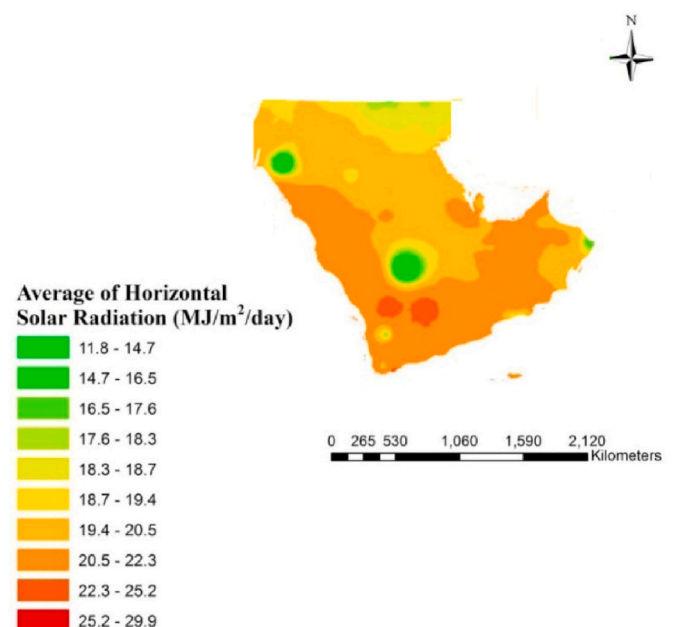 N
Average of Horizontal
Solar Radiation (MJ/m²/day)
11.8 - 14.7
14.7 - 16.5
16.5 - 17.6
17.6 - 18.3
18.3 - 18.7
18.7 - 19.4
19.4 - 20.5
20.5 - 22.3
22.3 - 25.2
25.2 - 29.9
0 265 530 1,060 1,590 2,120
Kilometers